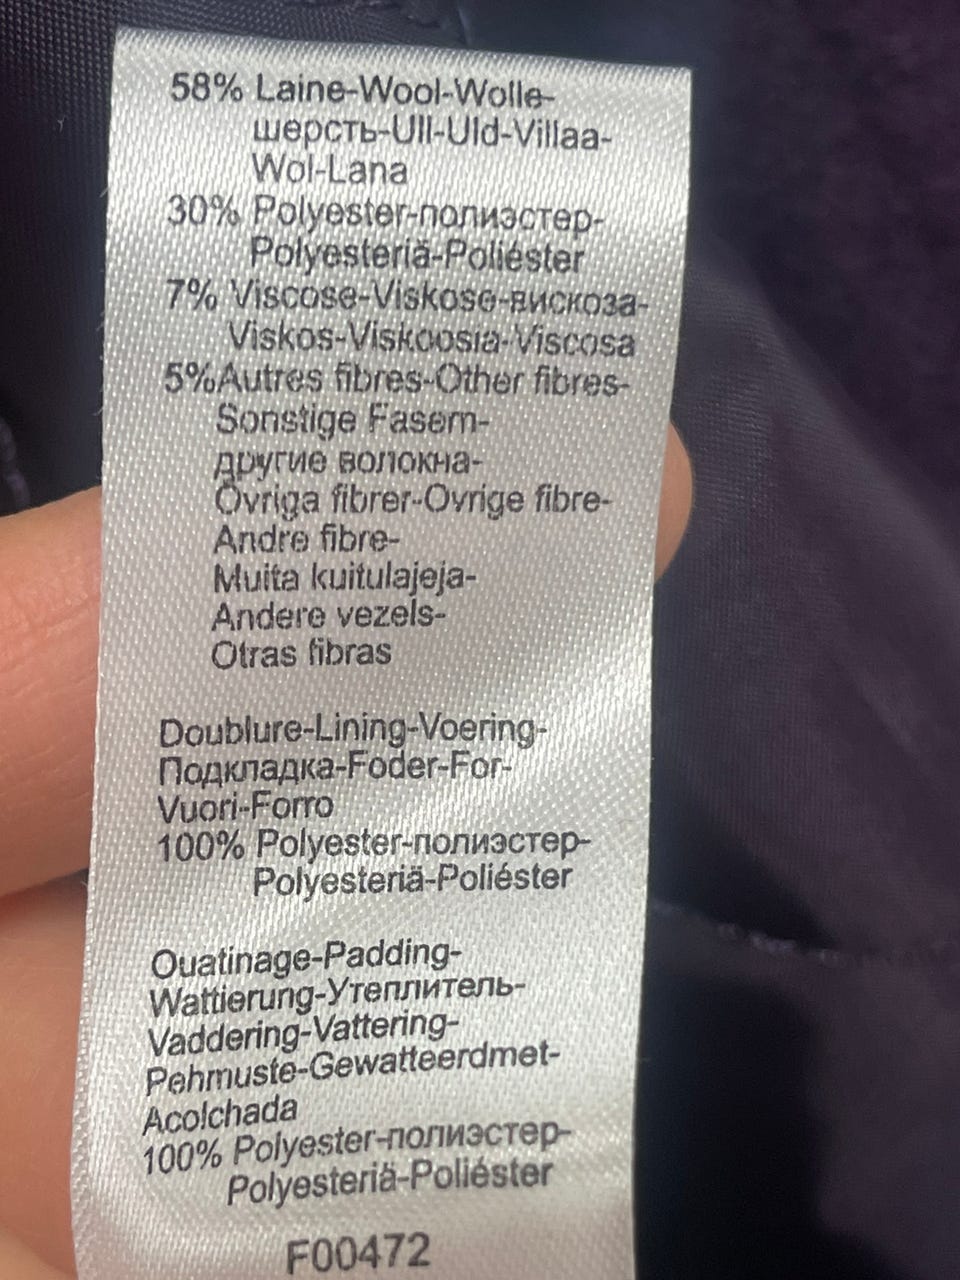 58% Laine-Wool-Wolle-
шерсть-Ull-Uld-Villaa-
Wol-Lana
30% Polyester-полиэстер-
Polyesteriä-Poliéster
7% Viscose-Viskose-вискоза-
Viskos-Viskoosia-Viscosa
5%Autres fibres-Other fibres-
Sonstige Fasern-
другие волокна-
Övriga fibrer-Ovrige fibre-
Andre fibre-
Muita kuitulajeja-
Andere vezels-
Otras fibras
Doublure-Lining-Voering-
Подкладка-Foder-For-
Vuori-Forro
100% Polyester-полиэстер-
Polyesteriä-Poliéster
Ouatinage-Padding-
Wattierung-Утеплитель-
Vaddering-Vattering-
Pehmuste-Gewatteerdmet-
Acolchada
100% Polyester-полиэстер-
Polyesteriä-Poliéster
F00472